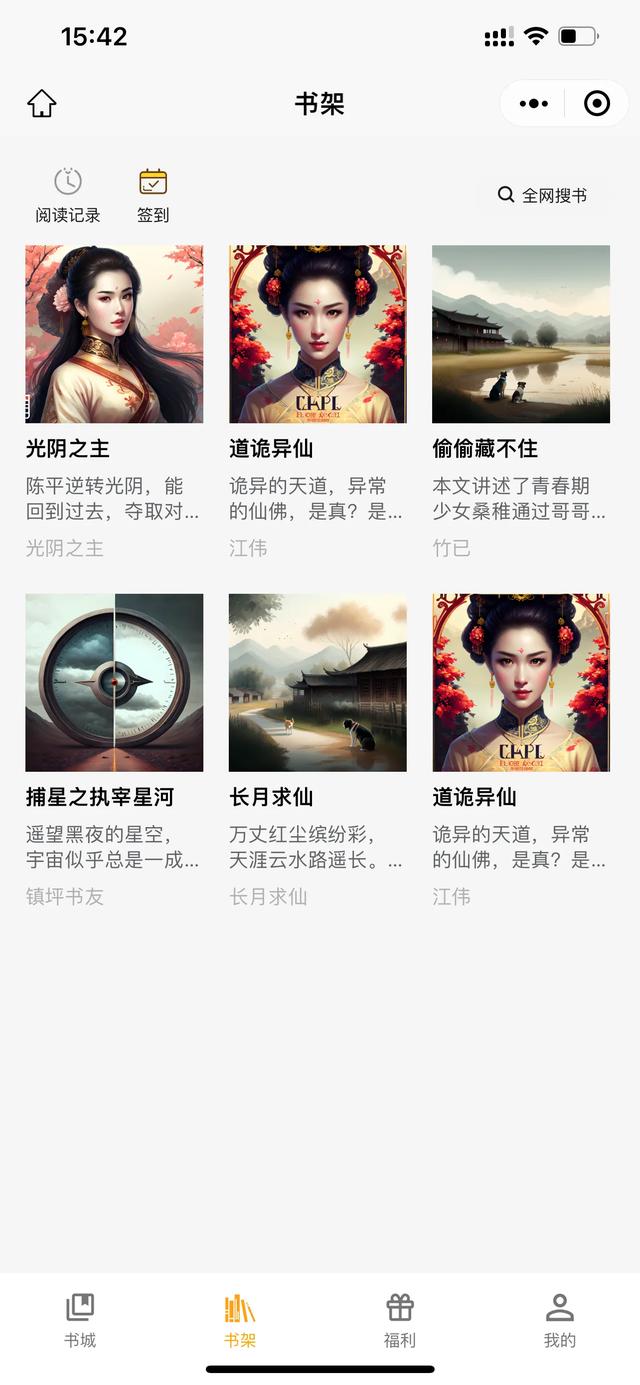 15:42
书架
阅读记录
签到
全网搜书
光阴之主
陈平逆转光阴，能
回到过去，夺取对...
光阴之主
道诡异仙
诡异的天道，异常
的仙佛，是真？是...
江伟
偷偷藏不住
本文讲述了青春期
少女桑稚通过哥哥...
竹已
捕星之执宰星河
遥望黑夜的星空，
宇宙似乎总是一成...
镇坪书友
长月求仙
万丈红尘缤纷彩，
天涯云水路遥长。...
长月求仙
道诡异仙
诡异的天道，异常
的仙佛，是真？是...
江伟
书城
书架
福利
我的